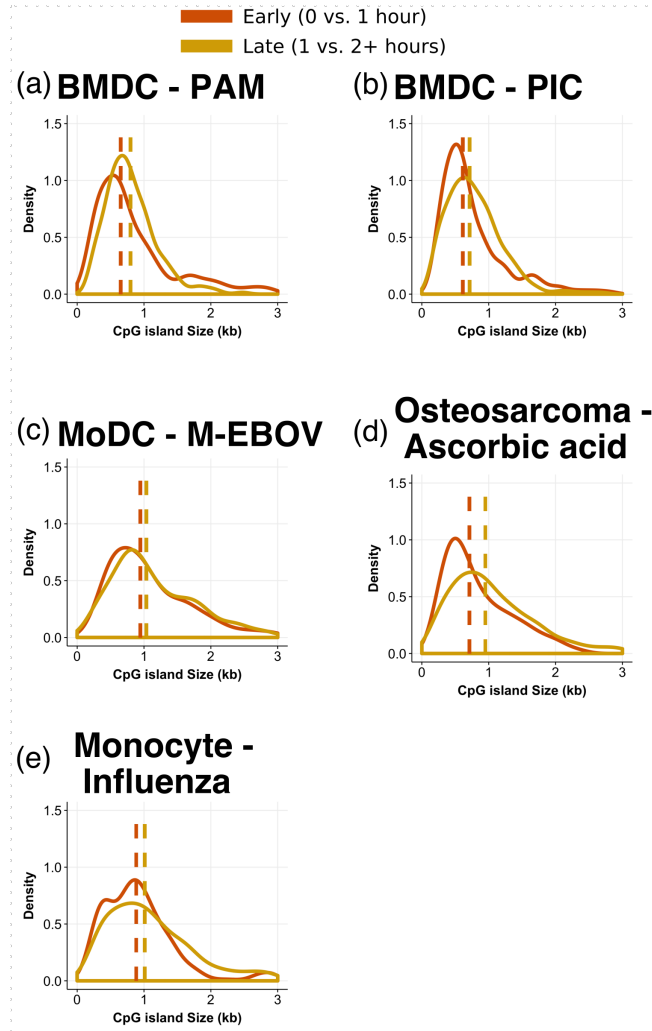 Early (0 vs. 1 hour)
Late (1 vs. 2+ hours)
(a) BMDC - PAM
1.5
1.0
0.5
0.0
Density
0 1 2 3
CpG island Size (kb)
(b) BMDC - PIC
1.5
1.0
0.5
0.0
Density
0 1 2 3
CpG island Size (kb)
(c) MoDC - M-EBOV
1.5
1.0
0.5
0.0
Density
0 1 2 3
CpG island Size (kb)
(d) Osteosarcoma -
Ascorbic acid
1.5
1.0
0.5
0.0
Density
0 1 2 3
CpG island Size (kb)
(e) Monocyte -
Influenza
1.5
1.0
0.5
0.0
Density
0 1 2 3
CpG island Size (kb)